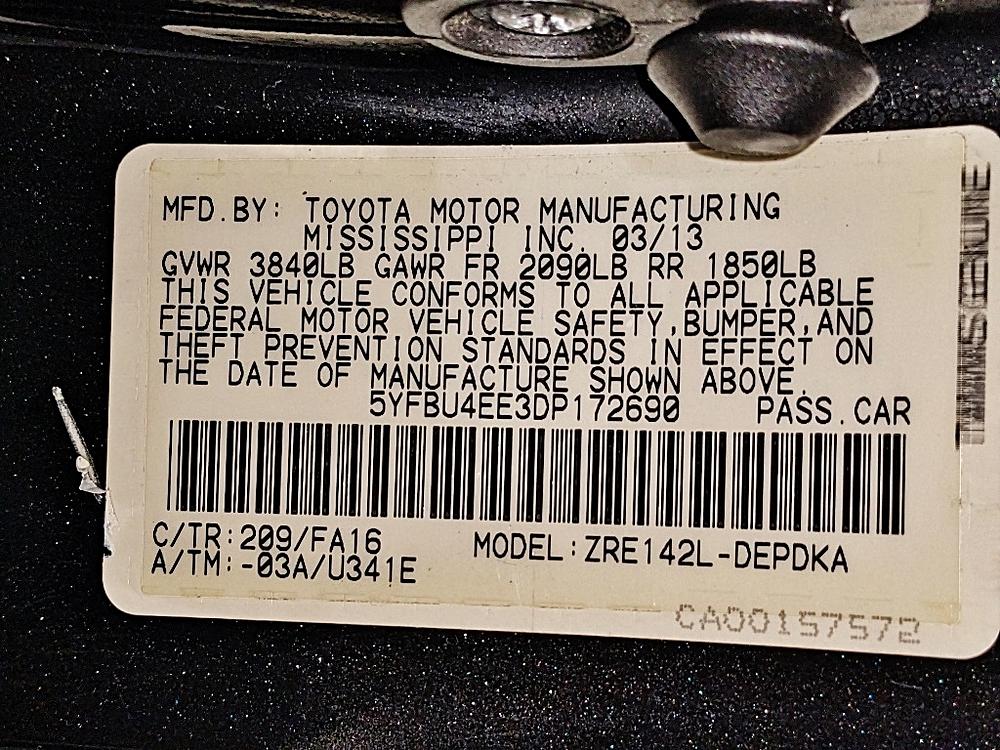 MFD.BY: TOYOTA MOTOR MANUFACTURING
MISSISSIPPI INC. 03/13
GVWR 3840LB GAWR FR 2090LB RR 1850LB
THIS VEHICLE CONFORMS TO ALL APPLICABLE
FEDERAL MOTOR VEHICLE SAFETY,BUMPER,AND
THEFT PREVENTION STANDARDS IN EFFECT ON
THE DATE OF MANUFACTURE SHOWN ABOVE.
5YFBU4EE3DP172690 PASS.CAR
C/TR:209/FA16 MODEL:ZRE142L-DEPDKA
A/TM:-03A/U341E
CA00157572